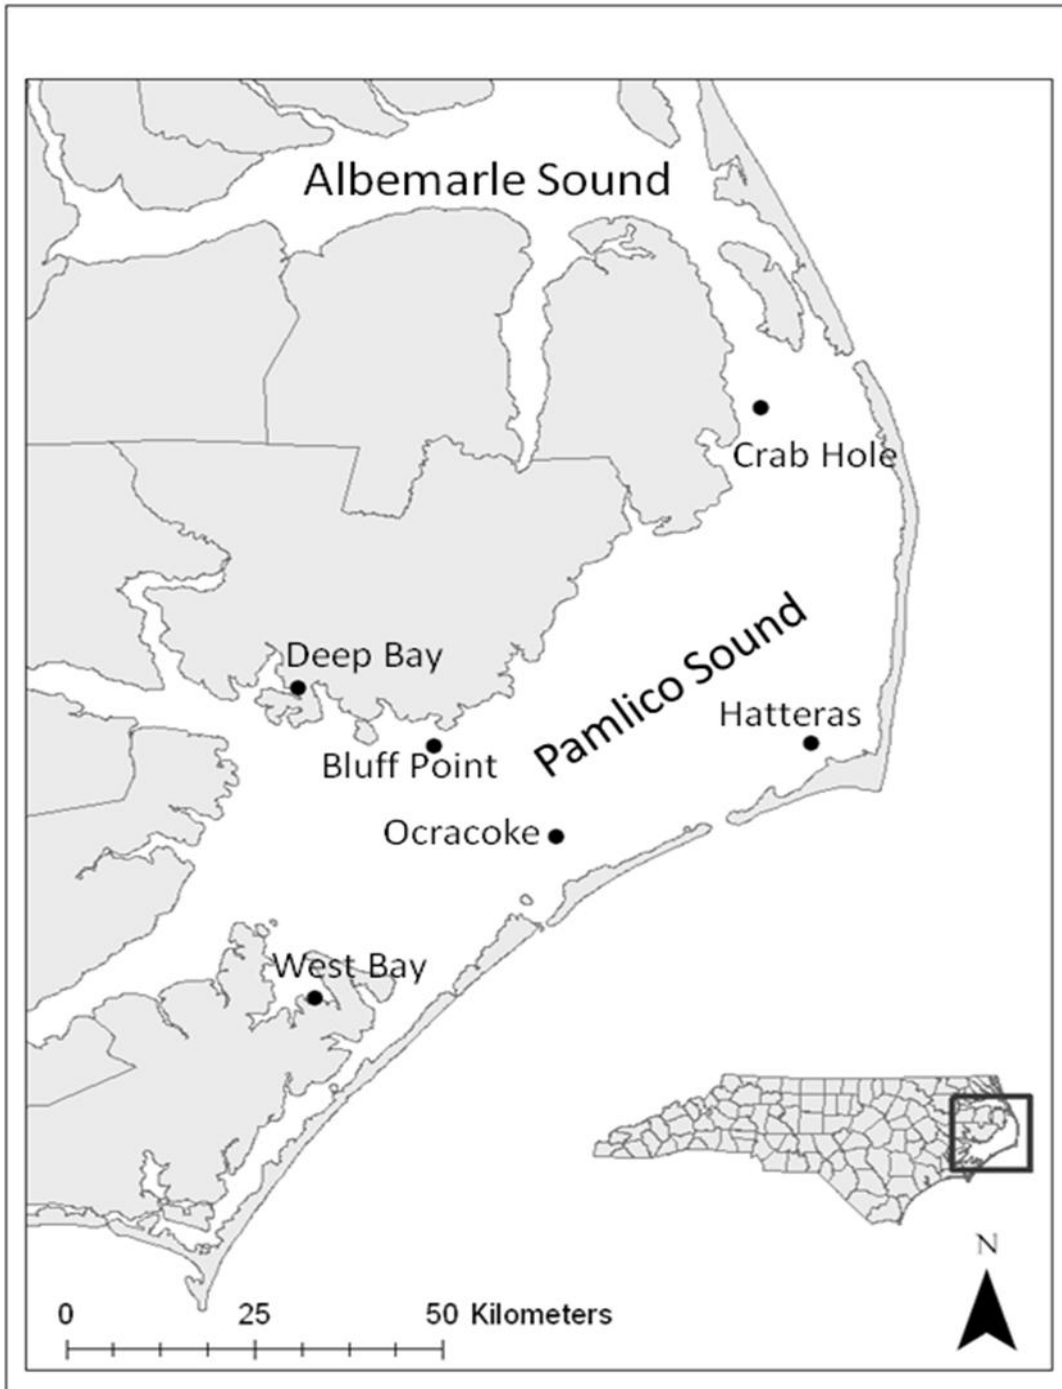 Albemarle Sound
Crab Hole
Pamlico Sound
Deep Bay
Hatteras
Bluff Point
Ocracoke
West Bay
N
0 25 50 Kilometers